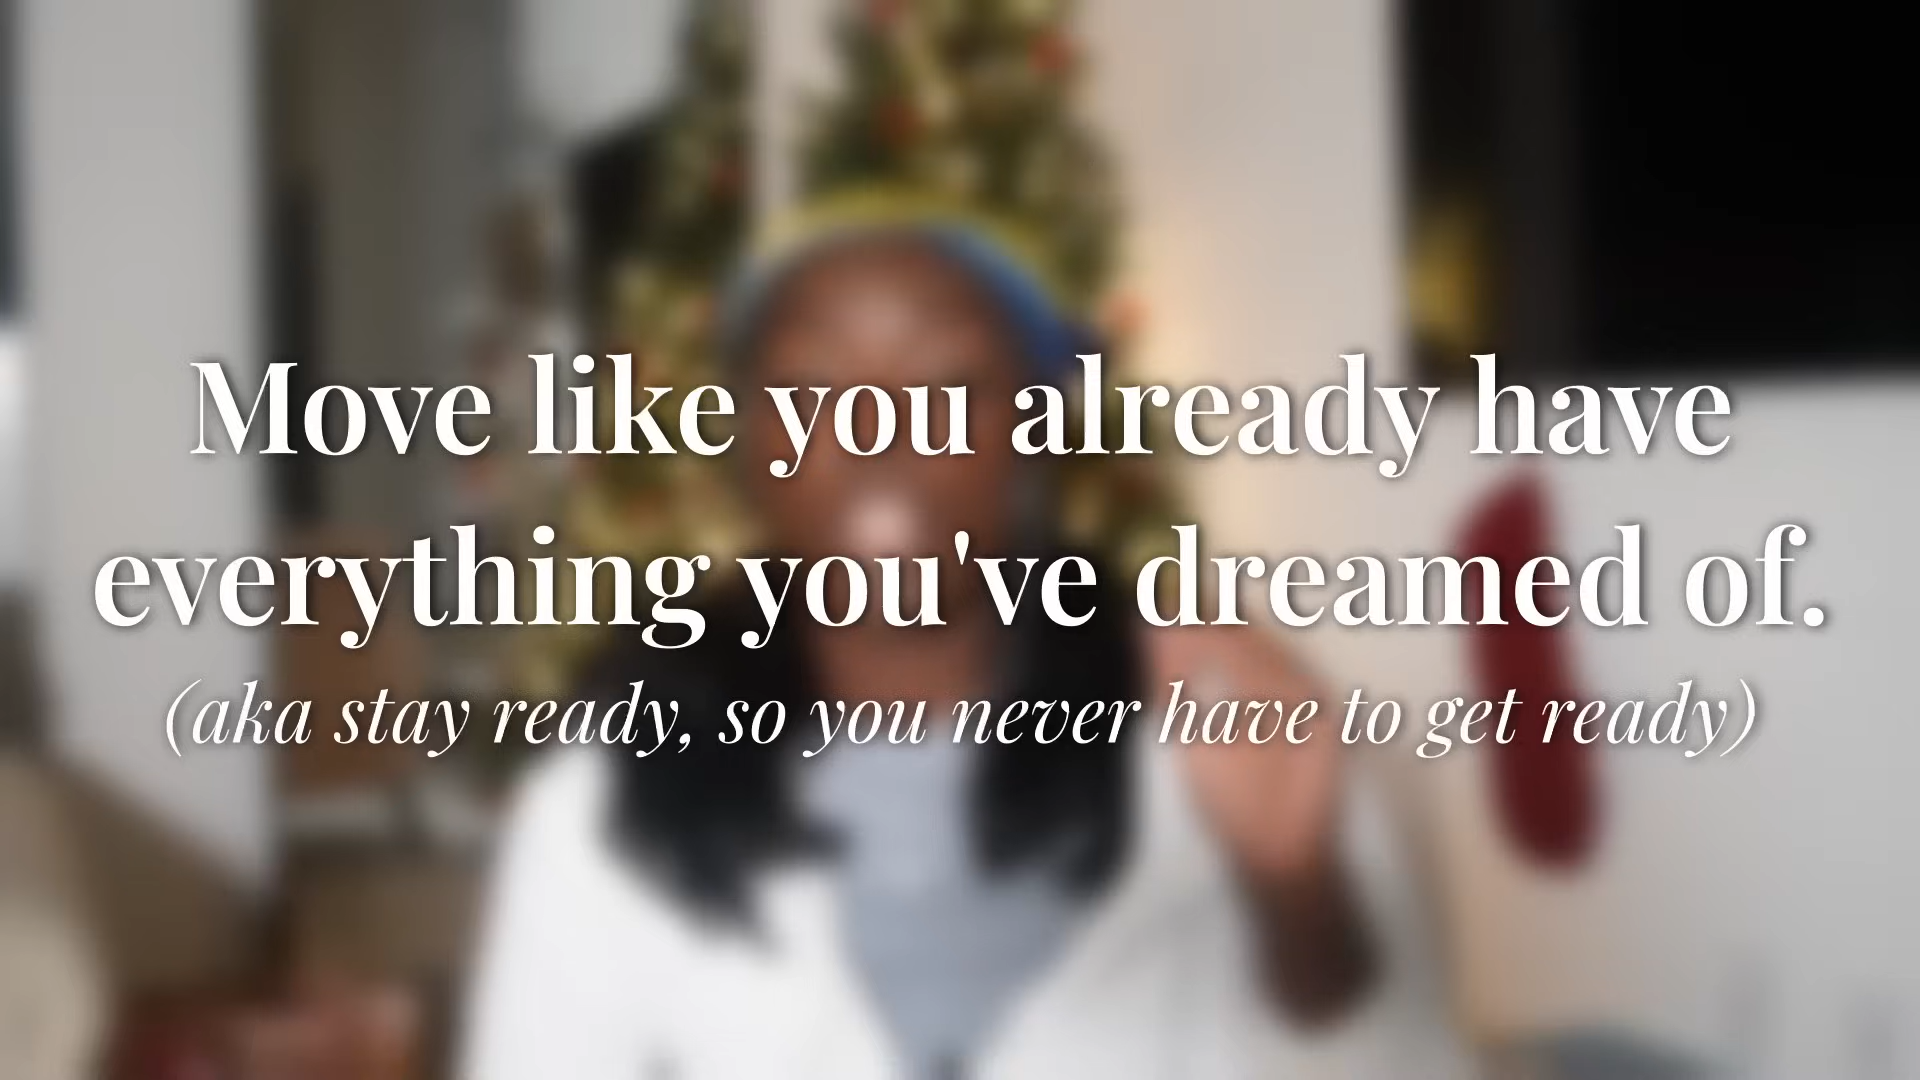 Move like you already have
everything you've dreamed of.
(aka stay ready, so you never have to get ready)